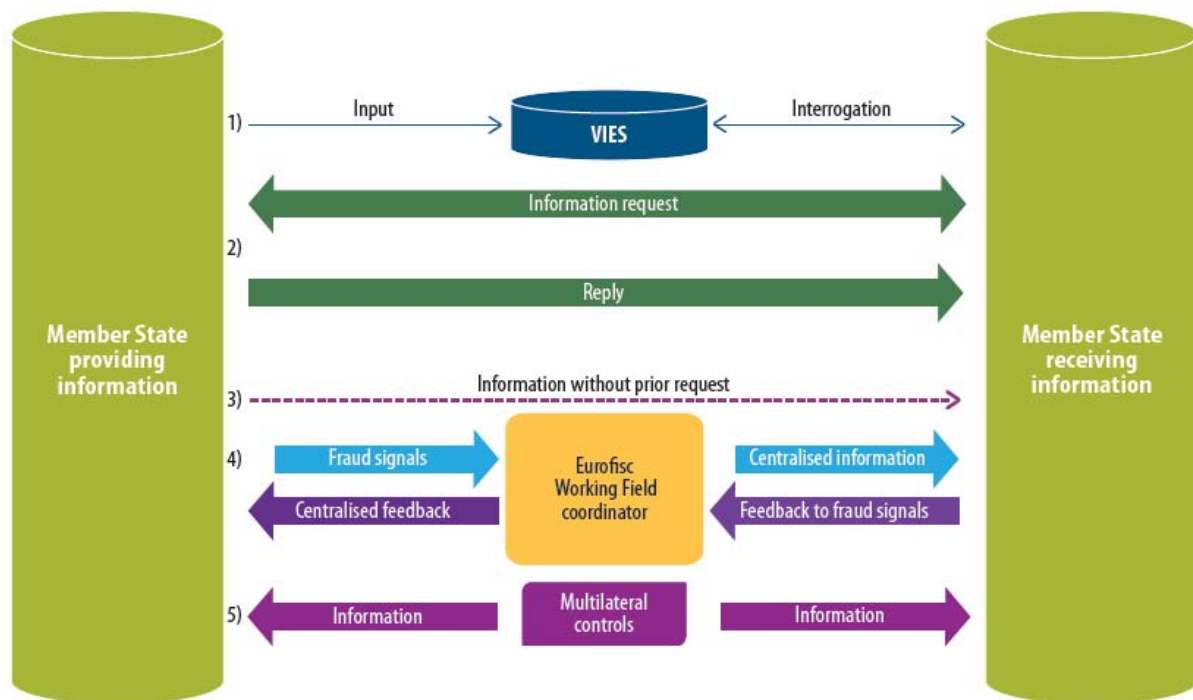 1)
Input
VIES
Interrogation
Information request
2)
Reply
Member State
providing
information
Member State
receiving
information
3)
Information without prior request
4)
Fraud signals
Eurofisc
Working Field
coordinator
Centralised information
Centralised feedback
Feedback to fraud signals
5)
Information
Multilateral
controls
Information